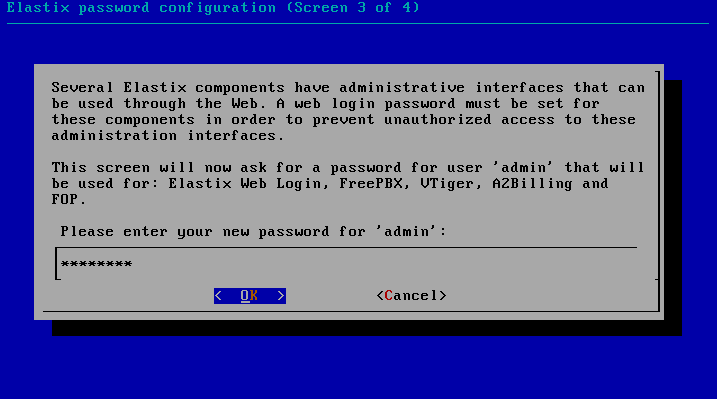 Elastix password configuration (Screen 3 of 4)
Several Elastix components have administrative interfaces that can
be used through the Web. A web login password must be set for
these components in order to prevent unauthorized access to these
administration interfaces.
This screen will now ask for a password for user 'admin' that will
be used for: Elastix Web Login, FreePBX, VTiger, A2Billing and
FOP.
Please enter your new password for 'admin':
********
<  OK  > <Cancel>